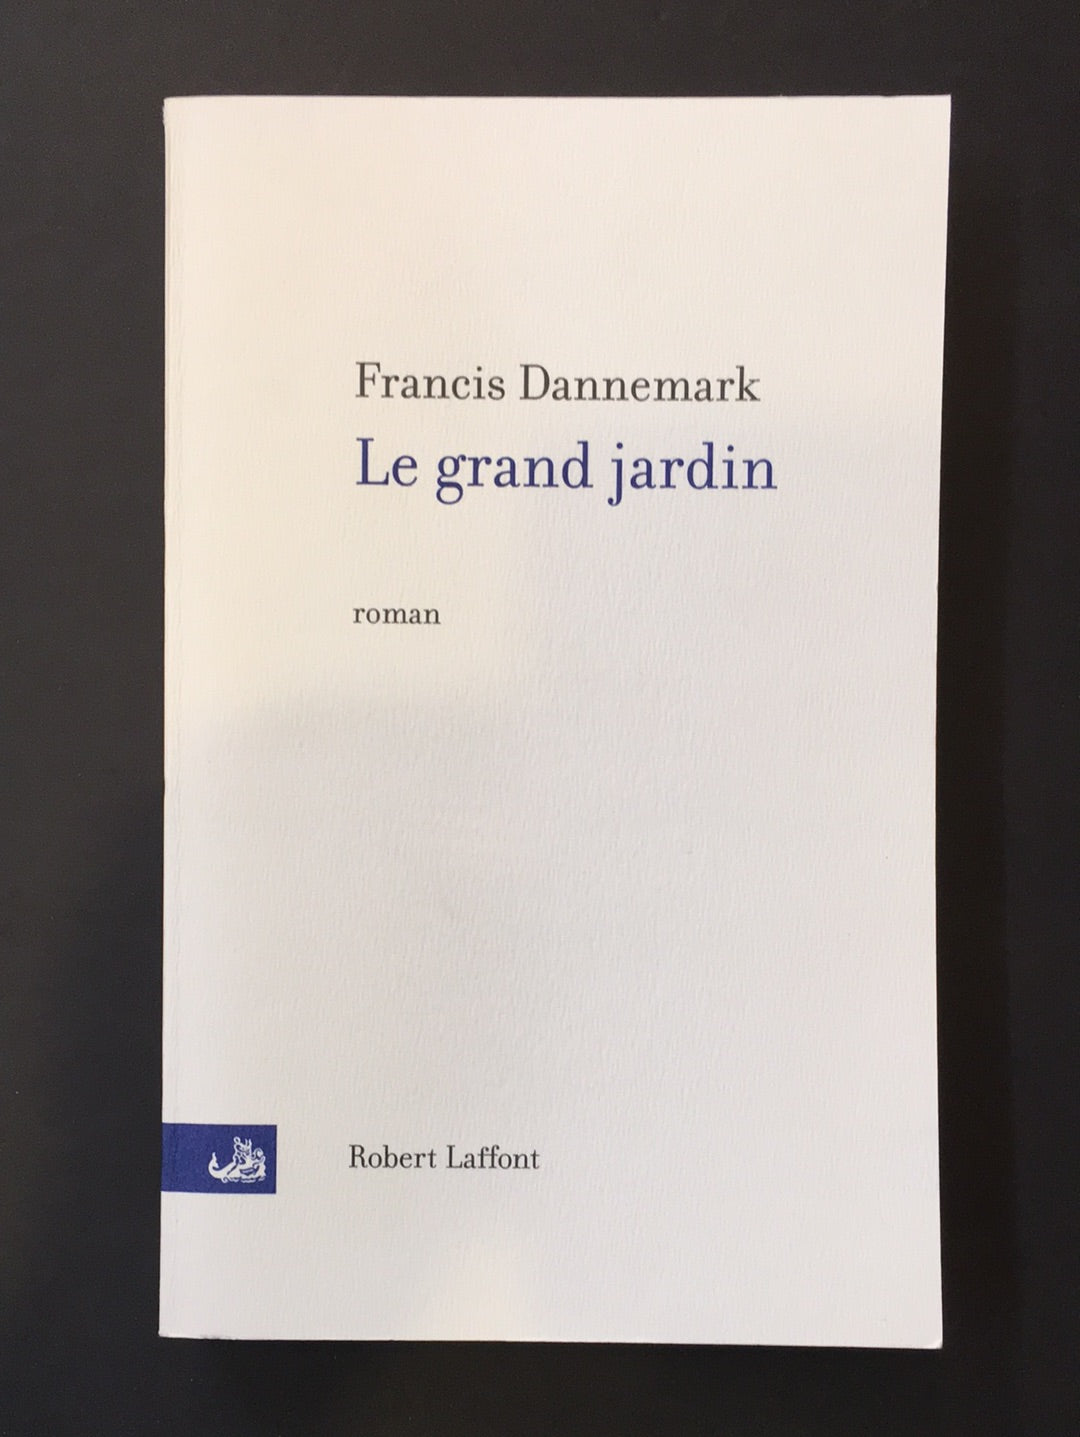 Francis Dannemark
Le grand jardin
roman
Robert Laffont